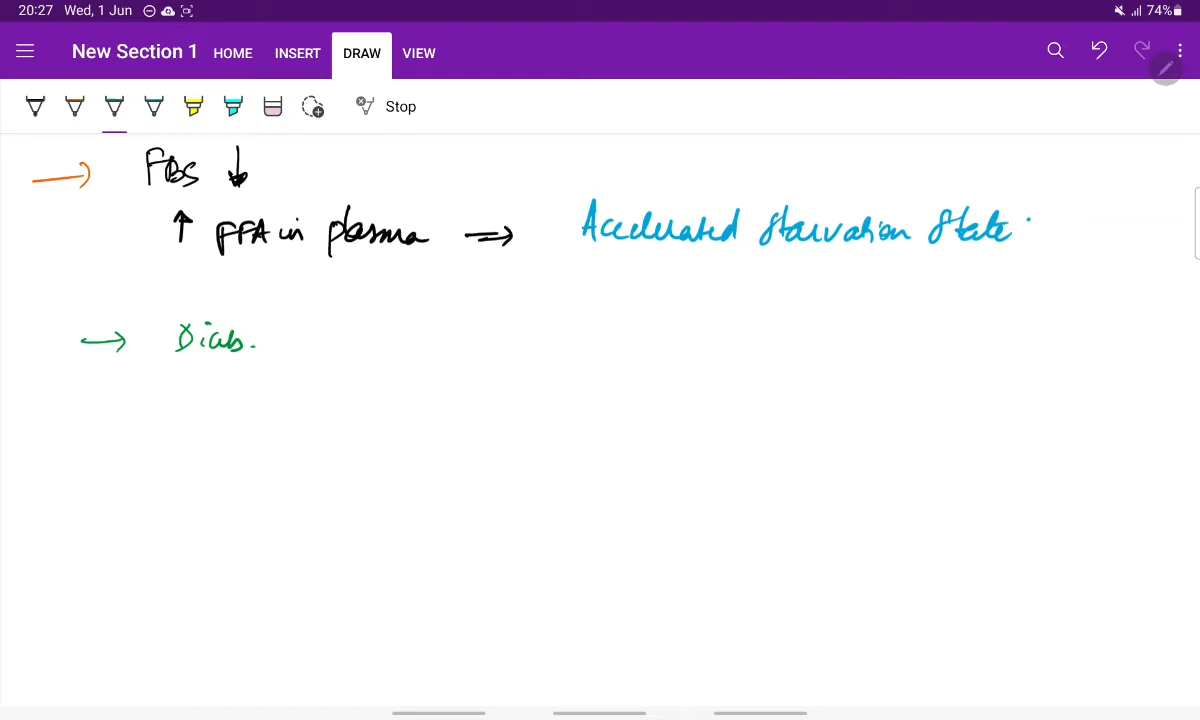 20:27 Wed, 1 Jun 74%
New Section 1 HOME INSERT DRAW VIEW
Stop
→ FBS ↓
↑ FFA in plasma ⇒ Accelerated Starvation State.
→ Diab.